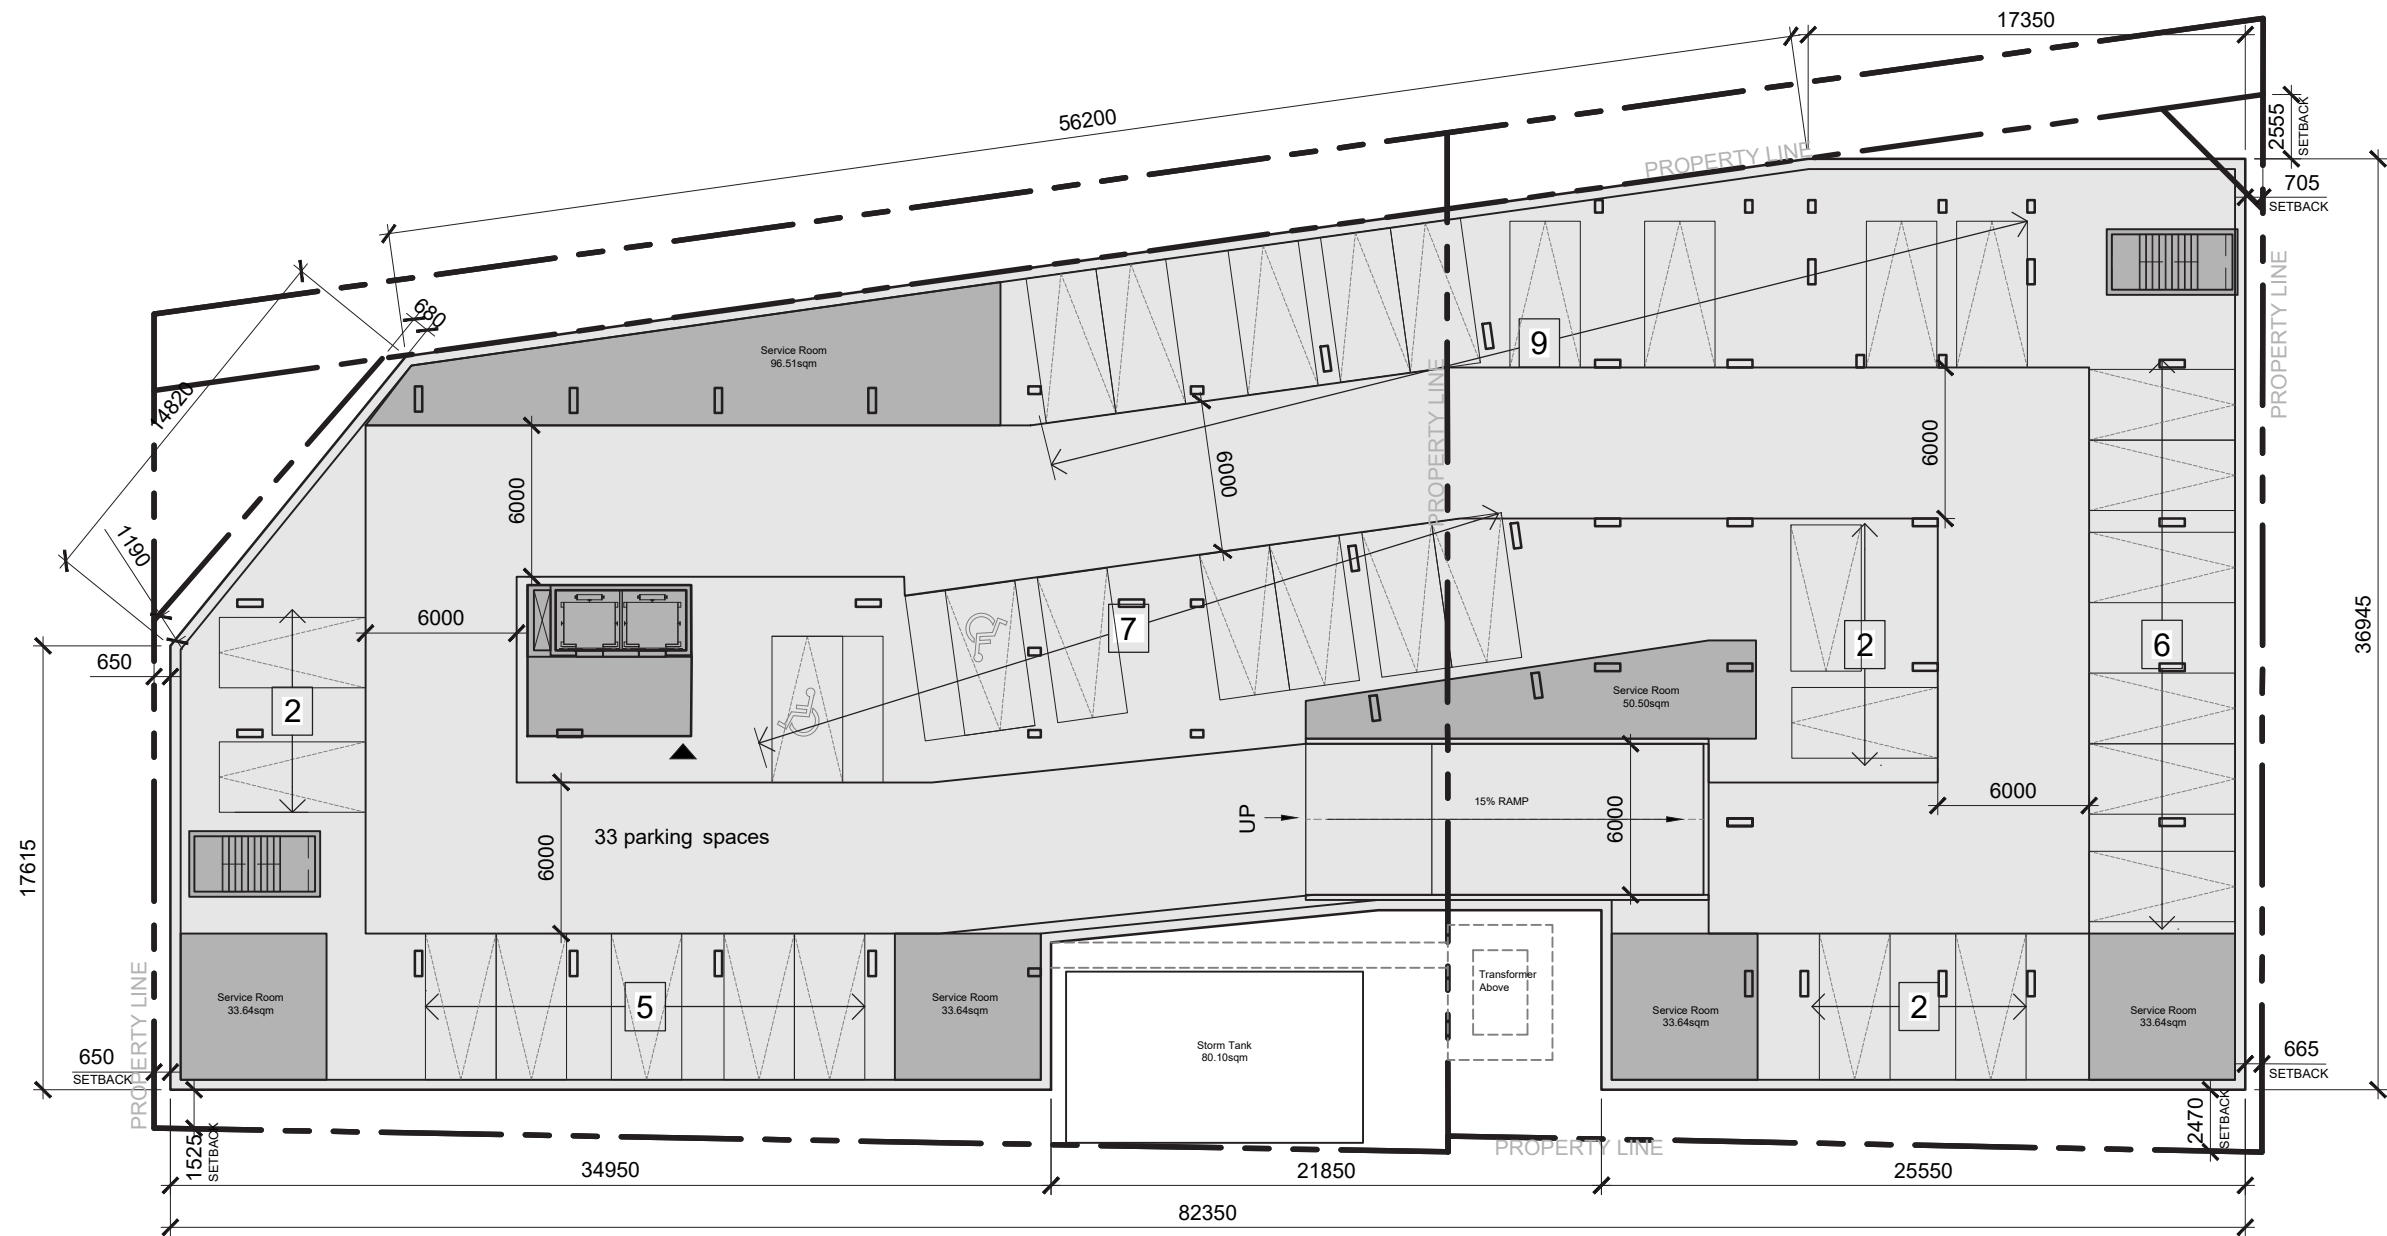 17350
56200
2555
SETBACK
PROPERTY LINE
705
SETBACK
680
14820
Service Room
96.51sqm
9
PROPERTY LINE
PROPERTY LINE
6000
6000
6000
1190
6000
7
2
6
36945
650
2
Service Room
50.50sqm
6000
15% RAMP
UP
6000
33 parking spaces
6000
17615
PROPERTY LINE
Service Room
33.64sqm
5
Service Room
33.64sqm
Transformer
Above
Service Room
33.64sqm
2
Service Room
33.64sqm
Storm Tank
80.10sqm
650
SETBACK
665
SETBACK
1525
SETBACK
2470
SETBACK
PROPERTY LINE
34950
21850
25550
82350